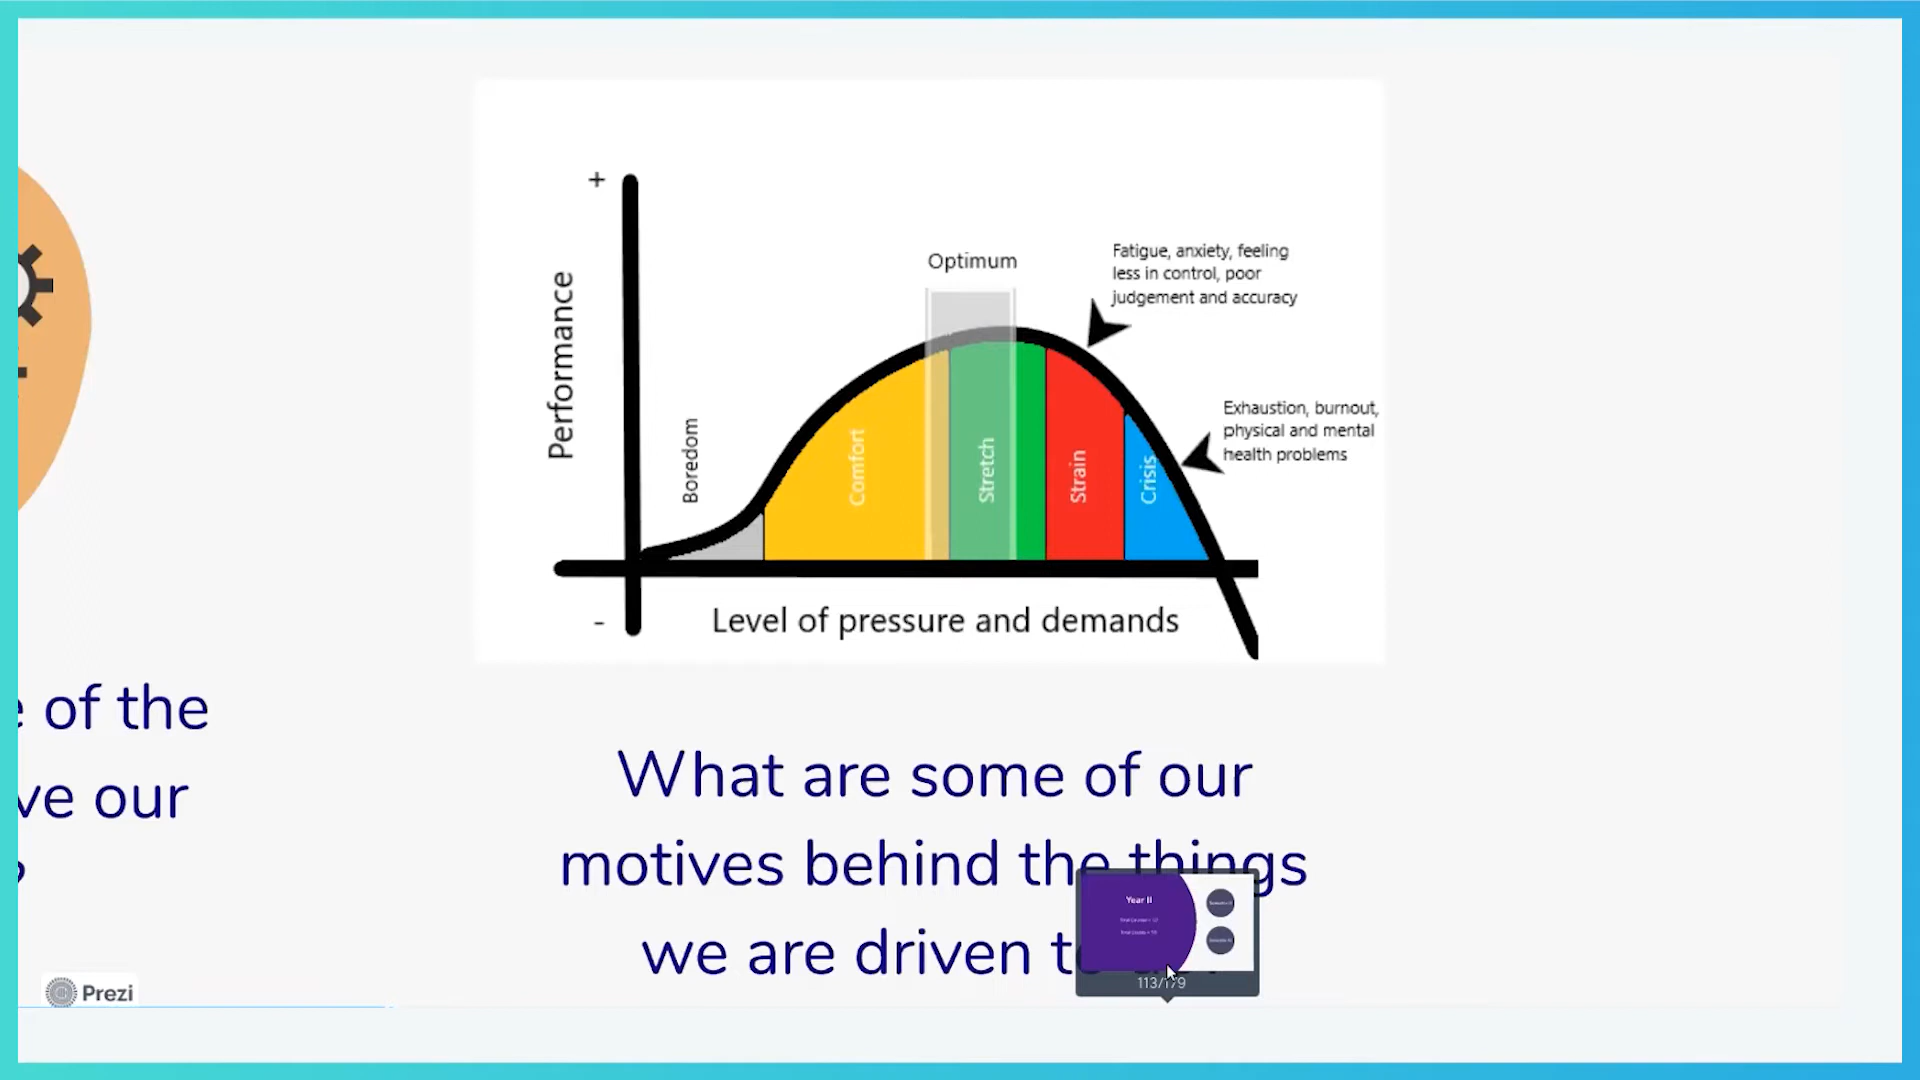 +
Performance
-
Boredom
Comfort
Stretch
Strain
Crisis
Optimum
Fatigue, anxiety, feeling
less in control, poor
judgement and accuracy
Exhaustion, burnout,
physical and mental
health problems
Level of pressure and demands
of the
ve our
What are some of our
motives behind the things
we are driven
Year II
113/179
Prezi